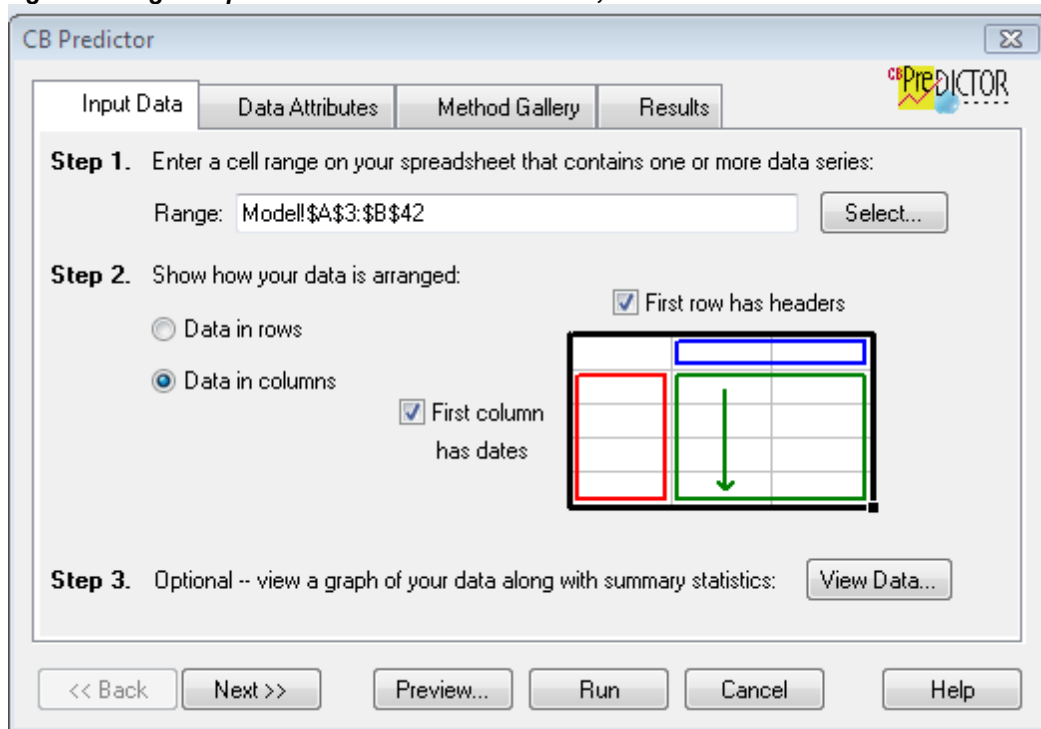 CB Predictor
CB PreDICTOR
Input Data Data Attributes Method Gallery Results
Step 1. Enter a cell range on your spreadsheet that contains one or more data series:
Range: Model!$A$3:$B$42 Select...
Step 2. Show how your data is arranged:
First row has headers
Data in rows
Data in columns
First column
has dates
Step 3. Optional -- view a graph of your data along with summary statistics: View Data...
<< Back Next >> Preview... Run Cancel Help